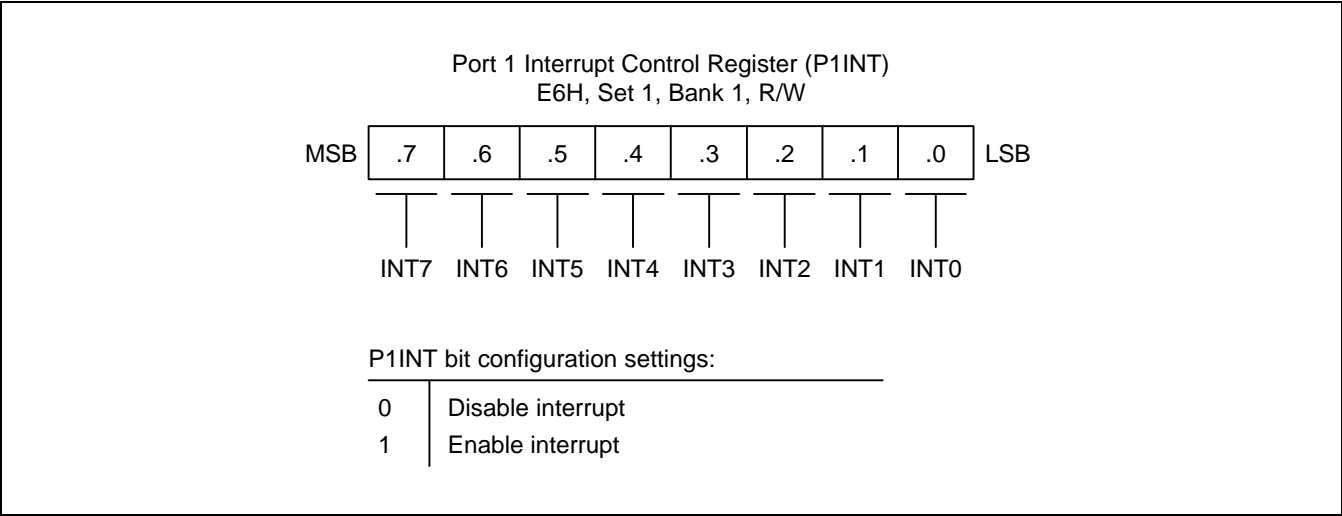 Port 1 Interrupt Control Register (P1INT)
E6H, Set 1, Bank 1, R/W
MSB .7 .6 .5 .4 .3 .2 .1 .0 LSB
INT7 INT6 INT5 INT4 INT3 INT2 INT1 INT0
P1INT bit configuration settings:
0 Disable interrupt
1 Enable interrupt